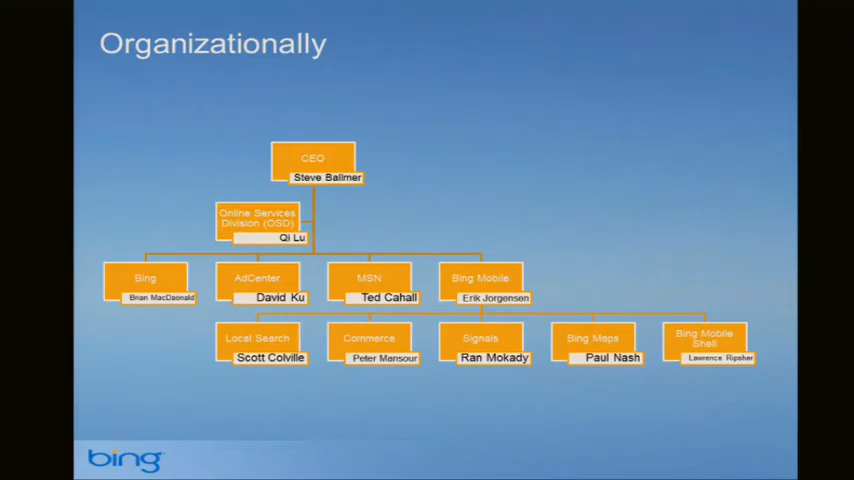 Organizationally
CEO
Steve Ballmer
Online Services
Division (OSD)
Qi Lu
Bing
Brian MacDaonald
AdCenter
David Ku
MSN
Ted Cahall
Bing Mobile
Erik Jorgensen
Local Search
Scott Colville
Commerce
Peter Mansour
Signals
Ran Mokady
Bing Maps
Paul Nash
Bing Mobile
Shell
Lawrence Ripsher
bing